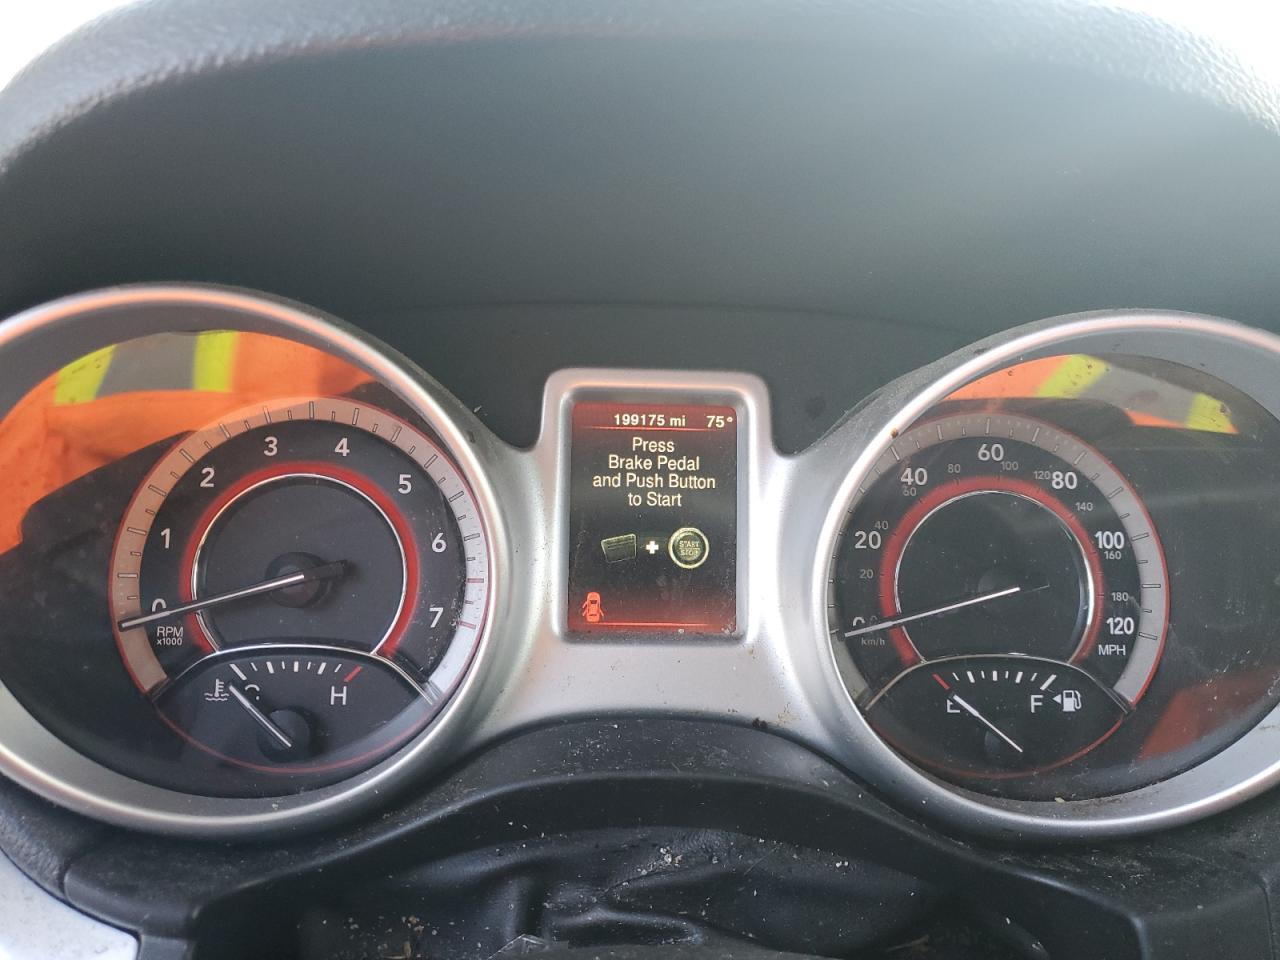 199175 mi 75°
Press
Brake Pedal
and Push Button
to Start
START
STOP
0 1 2 3 4 5 6 7
RPM
x1000
H
0 20 40 60 80 100 120
MPH
20 40 60 80 100 120 140 160 180
km/h
E F